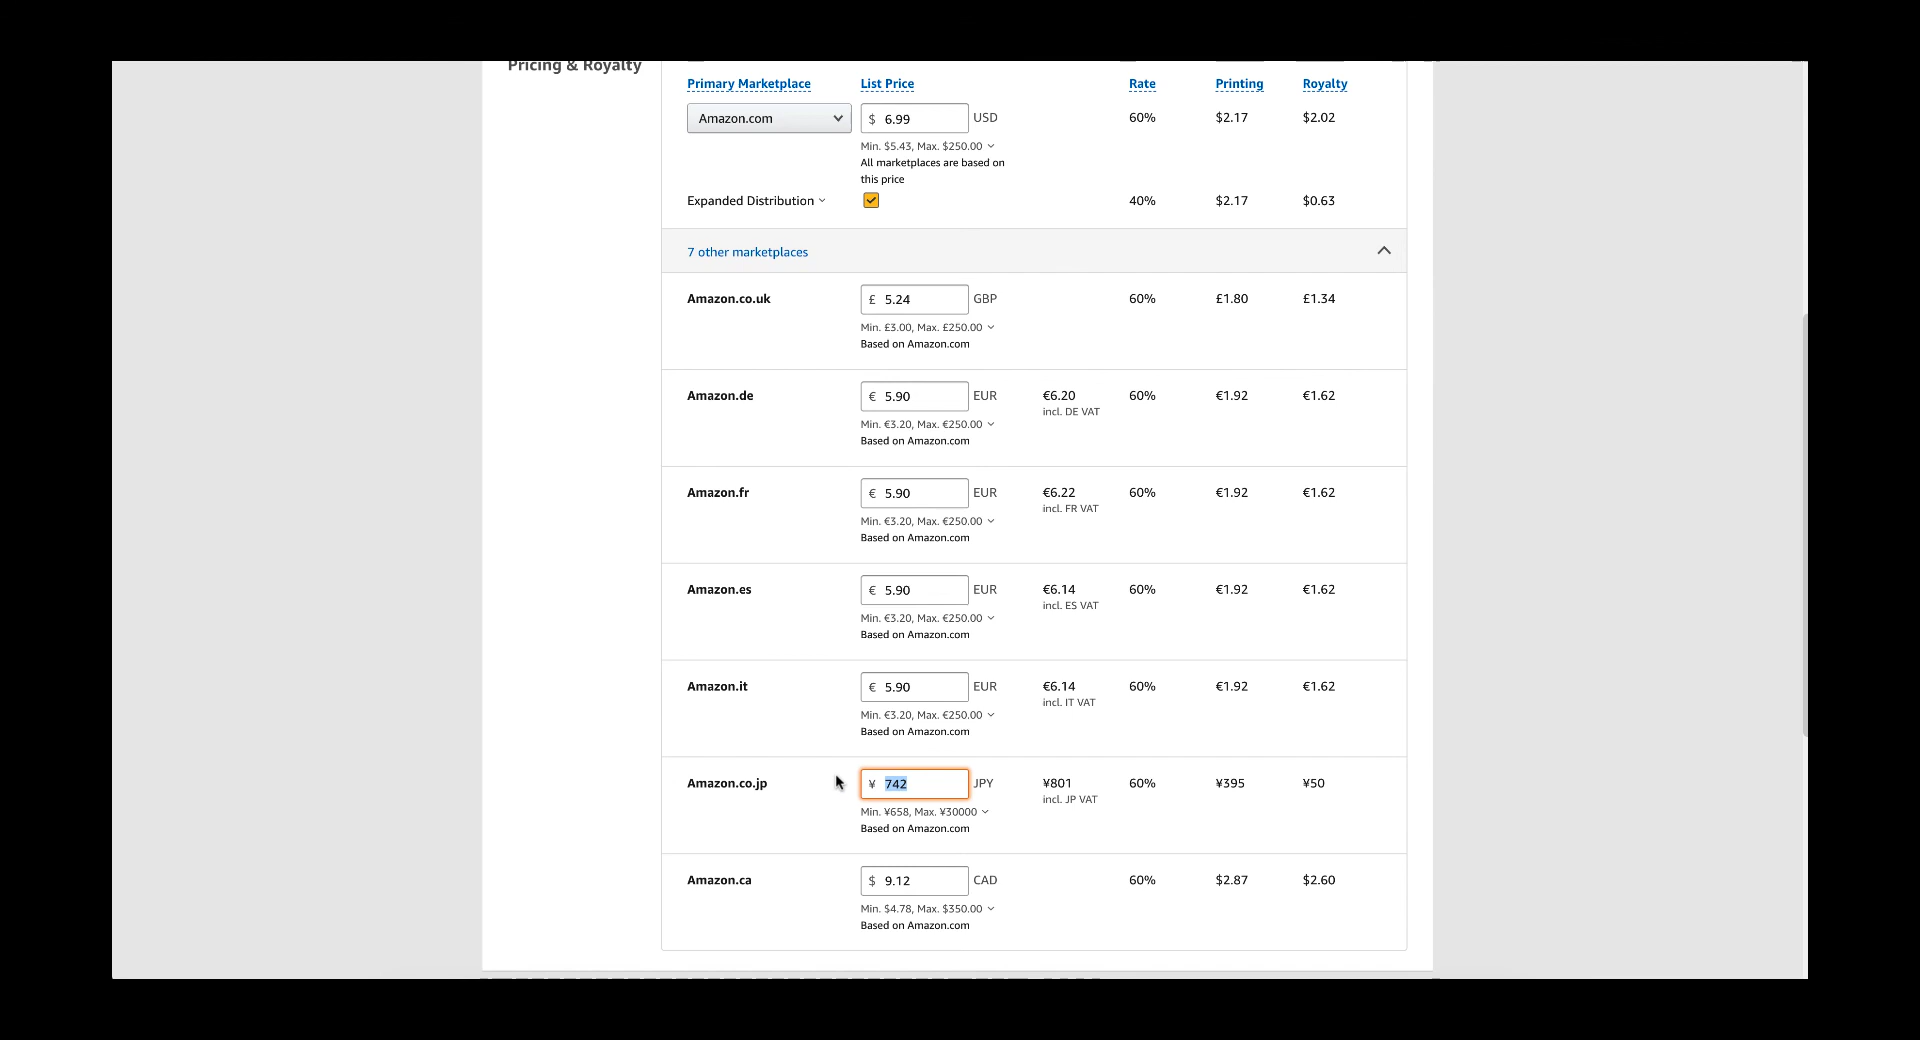 Pricing & Royalty
Primary Marketplace List Price Rate Printing Royalty
Amazon.com $ 6.99 USD 60% $2.17 $2.02
Min. $5.43, Max. $250.00
All marketplaces are based on
this price
Expanded Distribution 40% $2.17 $0.63
7 other marketplaces
Amazon.co.uk £ 5.24 GBP 60% £1.80 £1.34
Min. £3.00, Max. £250.00
Based on Amazon.com
Amazon.de € 5.90 EUR €6.20 60% €1.92 €1.62
incl. DE VAT
Min. €3.20, Max. €250.00
Based on Amazon.com
Amazon.fr € 5.90 EUR €6.22 60% €1.92 €1.62
incl. FR VAT
Min. €3.20, Max. €250.00
Based on Amazon.com
Amazon.es € 5.90 EUR €6.14 60% €1.92 €1.62
incl. ES VAT
Min. €3.20, Max. €250.00
Based on Amazon.com
Amazon.it € 5.90 EUR €6.14 60% €1.92 €1.62
incl. IT VAT
Min. €3.20, Max. €250.00
Based on Amazon.com
Amazon.co.jp ¥ 742 JPY ¥801 60% ¥395 ¥50
incl. JP VAT
Min. ¥658, Max. ¥30000
Based on Amazon.com
Amazon.ca $ 9.12 CAD 60% $2.87 $2.60
Min. $4.78, Max. $350.00
Based on Amazon.com